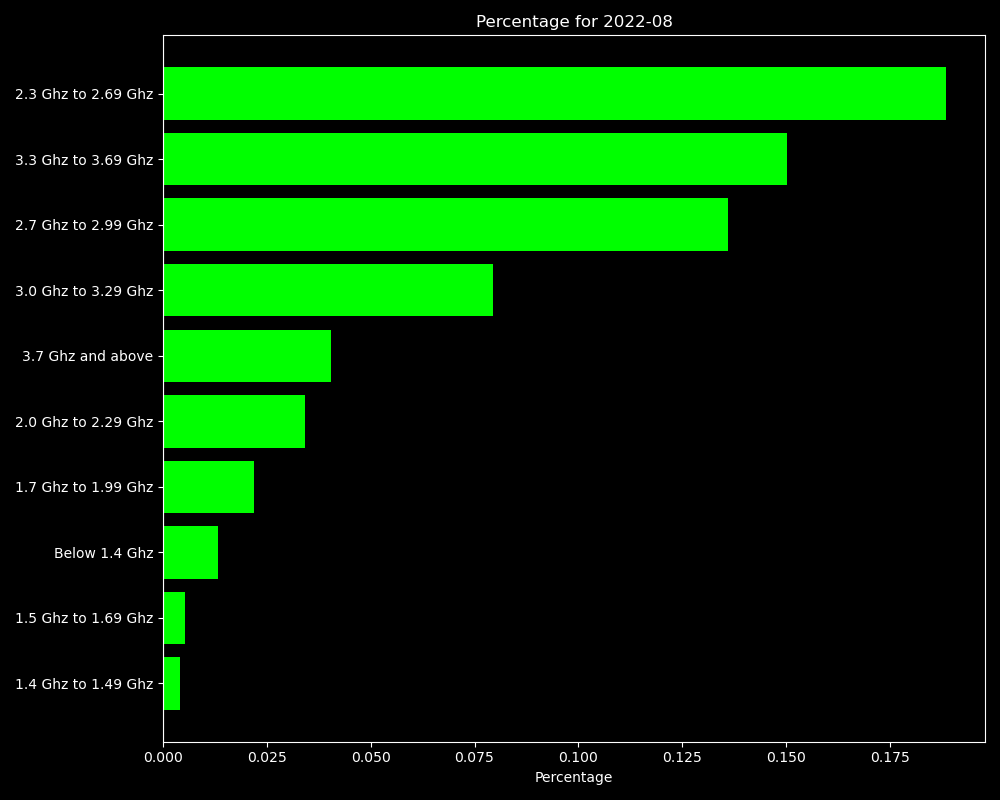 Percentage for 2022-08
2.3 Ghz to 2.69 Ghz
3.3 Ghz to 3.69 Ghz
2.7 Ghz to 2.99 Ghz
3.0 Ghz to 3.29 Ghz
3.7 Ghz and above
2.0 Ghz to 2.29 Ghz
1.7 Ghz to 1.99 Ghz
Below 1.4 Ghz
1.5 Ghz to 1.69 Ghz
1.4 Ghz to 1.49 Ghz
0.000 0.025 0.050 0.075 0.100 0.125 0.150 0.175
Percentage